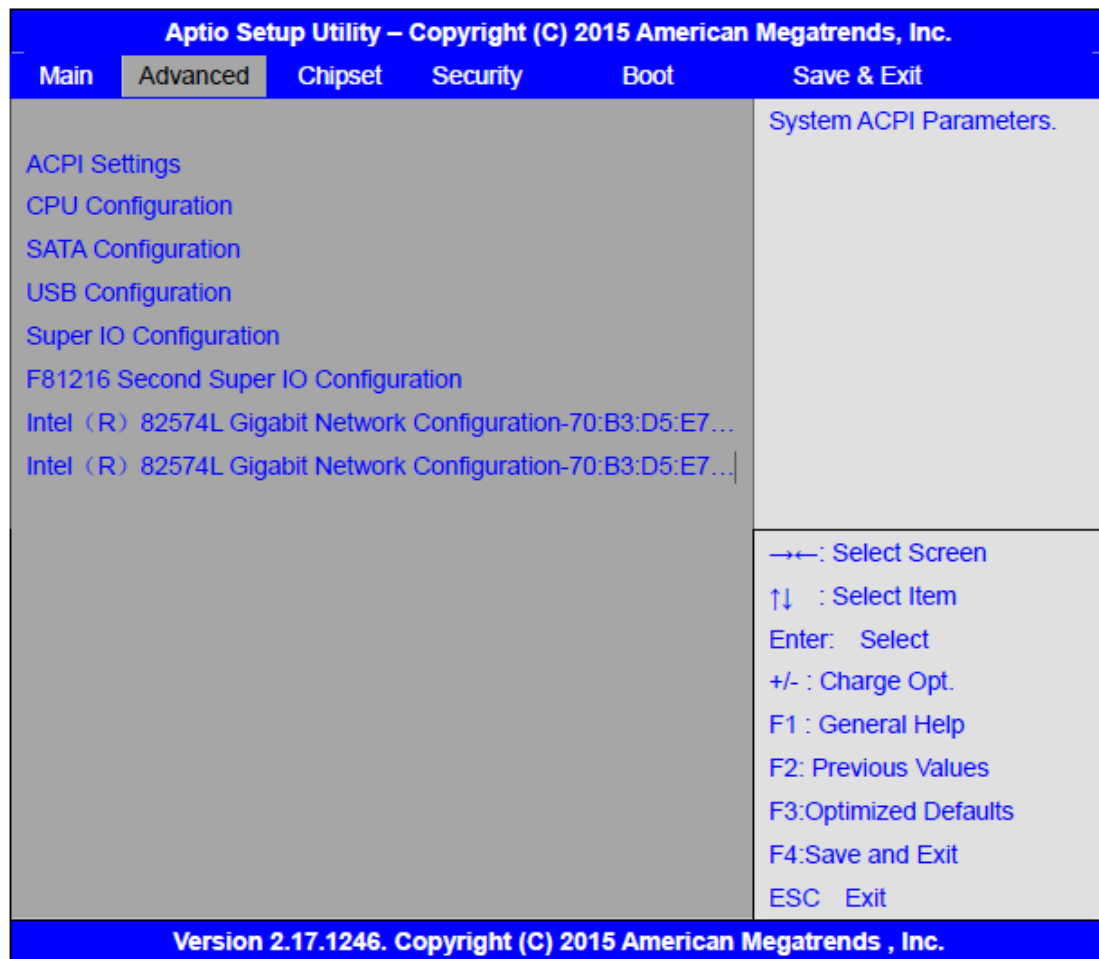 Aptio Setup Utility – Copyright (C) 2015 American Megatrends, Inc.
Main Advanced Chipset Security Boot Save & Exit
System ACPI Parameters.
ACPI Settings
CPU Configuration
SATA Configuration
USB Configuration
Super IO Configuration
F81216 Second Super IO Configuration
Intel（R）82574L Gigabit Network Configuration-70:B3:D5:E7...
Intel（R）82574L Gigabit Network Configuration-70:B3:D5:E7...
→←: Select Screen
↑↓ : Select Item
Enter: Select
+/- : Charge Opt.
F1 : General Help
F2: Previous Values
F3:Optimized Defaults
F4:Save and Exit
ESC Exit
Version 2.17.1246. Copyright (C) 2015 American Megatrends , Inc.